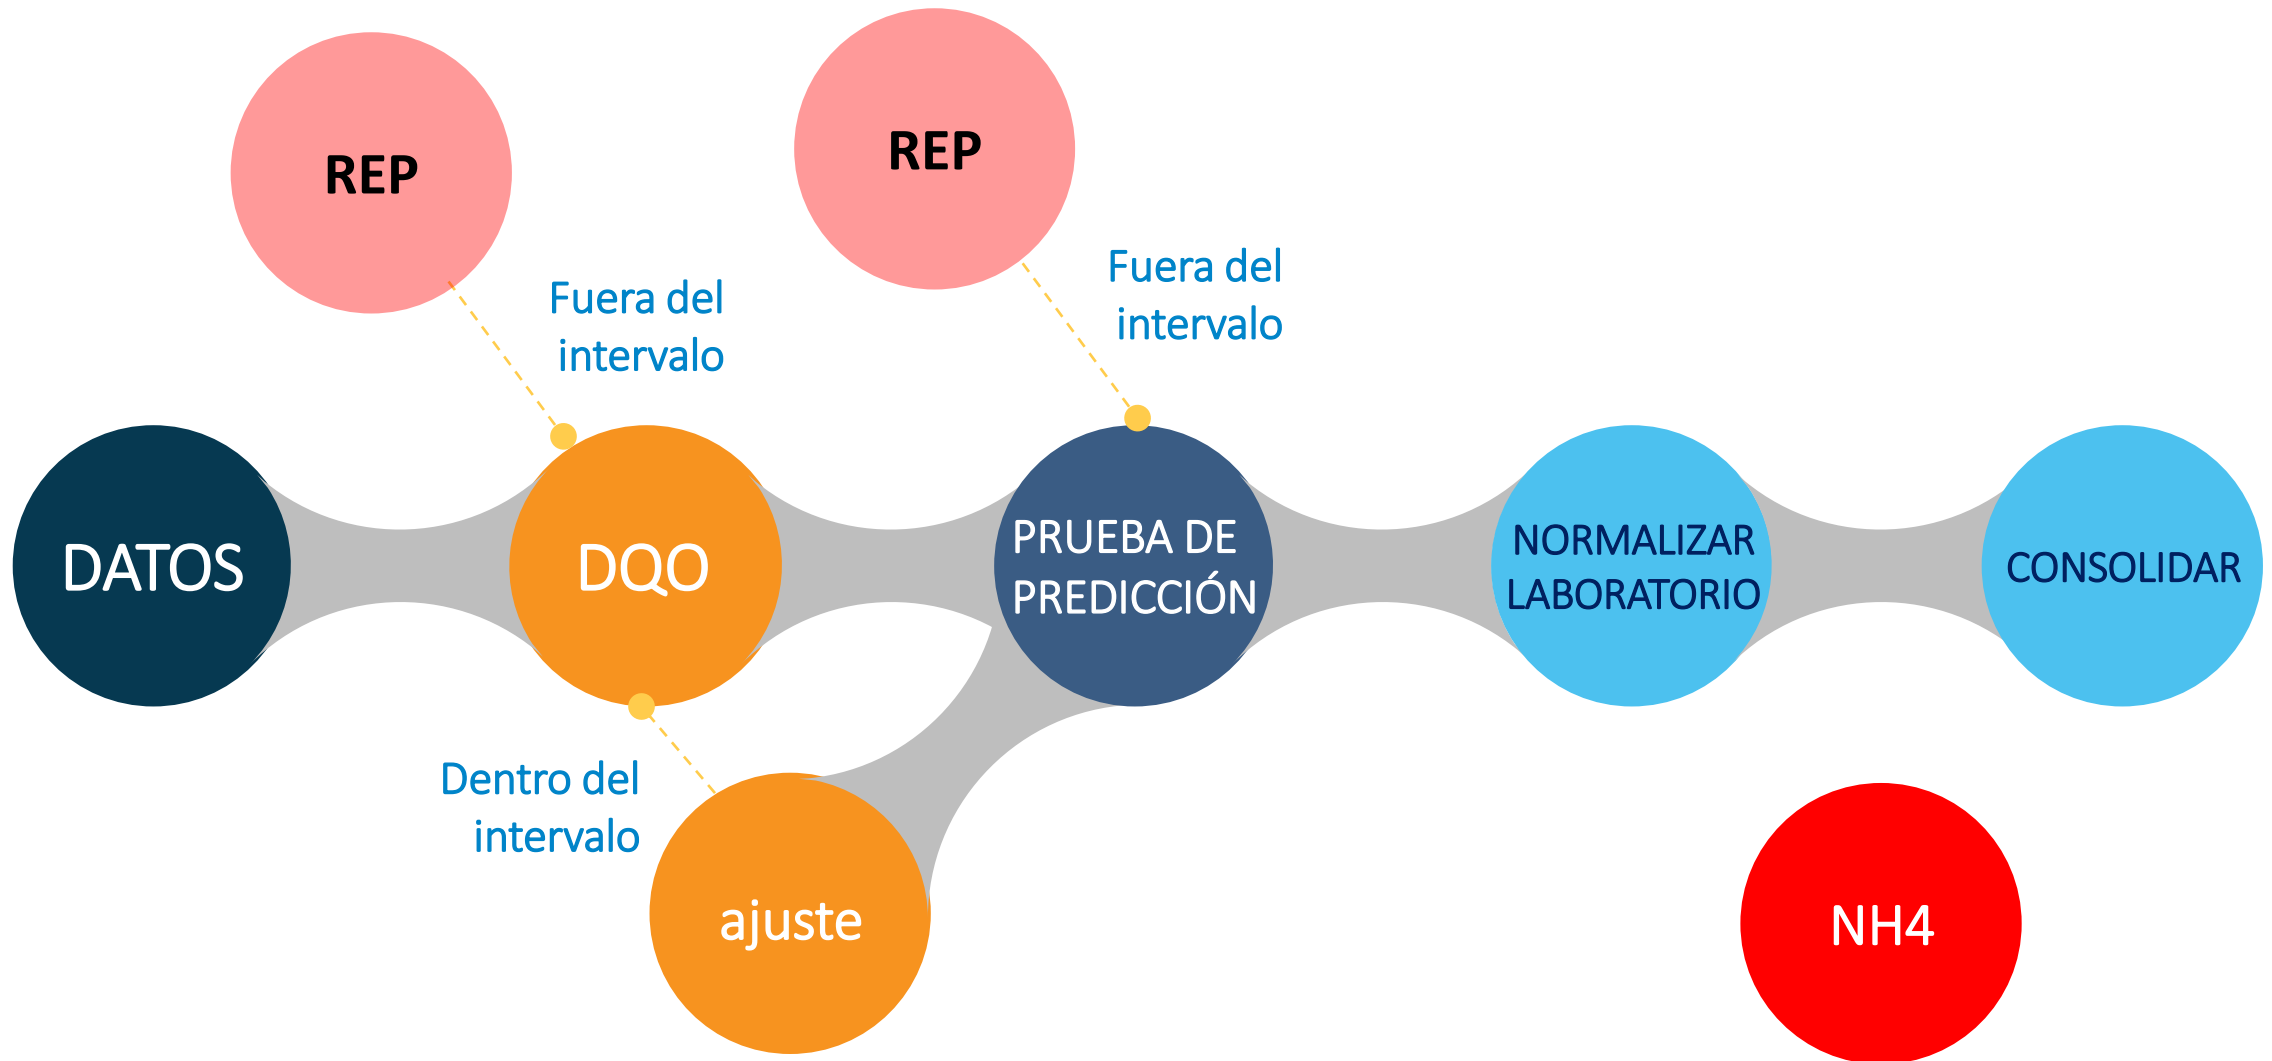 REP
REP
Fuera del
intervalo
Fuera del
intervalo
DATOS
DQO
PRUEBA DE
PREDICCIÓN
NORMALIZAR
LABORATORIO
CONSOLIDAR
Dentro del
intervalo
ajuste
NH4